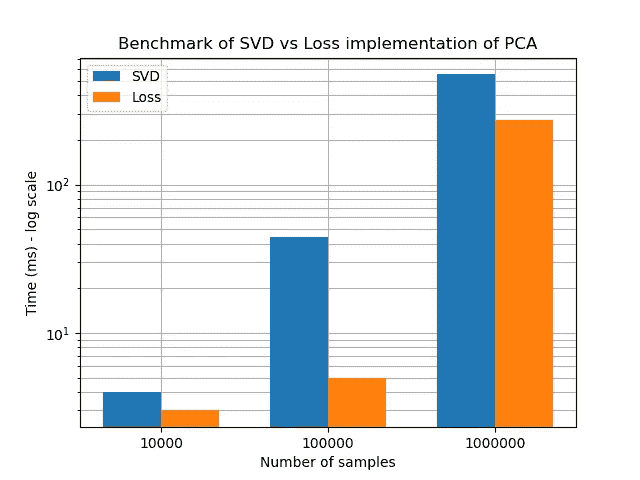 Benchmark of SVD vs Loss implementation of PCA
SVD
Loss
Time (ms) - log scale
10²
10¹
10000
100000
1000000
Number of samples